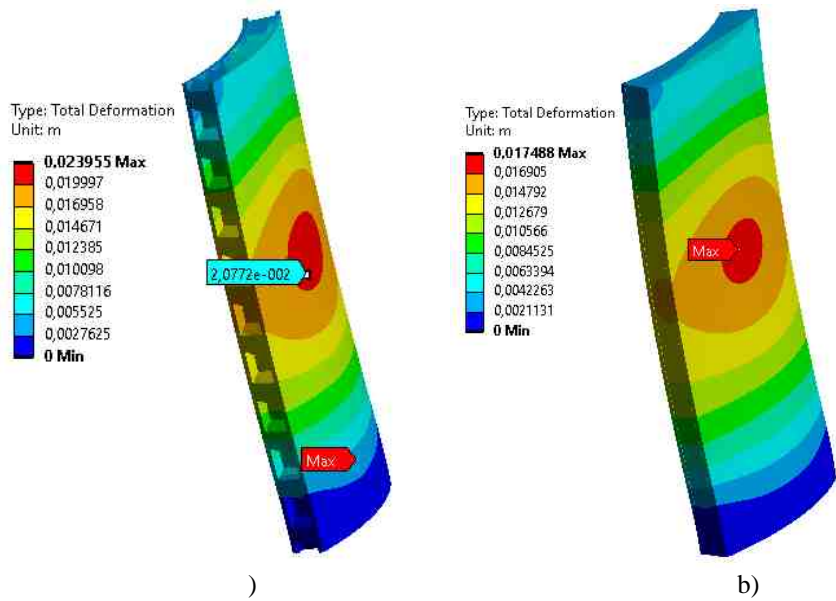 Type: Total Deformation
Unit: m
0,023955 Max
0,019997
0,016958
0,014671
0,012385
0,010098
0,0078116
0,005525
0,0027625
0 Min
2,0772e-002
Max
)
Type: Total Deformation
Unit: m
0,017488 Max
0,016905
0,014792
0,012679
0,010566
0,0084525
0,0063394
0,0042263
0,0021131
0 Min
Max
b)